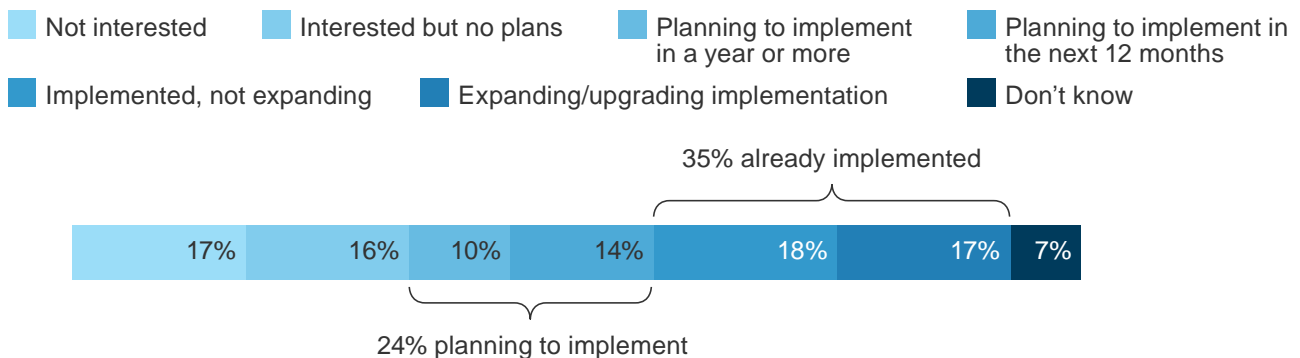 Not interested
Interested but no plans
Planning to implement
in a year or more
Planning to implement in
the next 12 months
Implemented, not expanding
Expanding/upgrading implementation
Don’t know
35% already implemented
17% 16% 10% 14% 18% 17% 7%
24% planning to implement